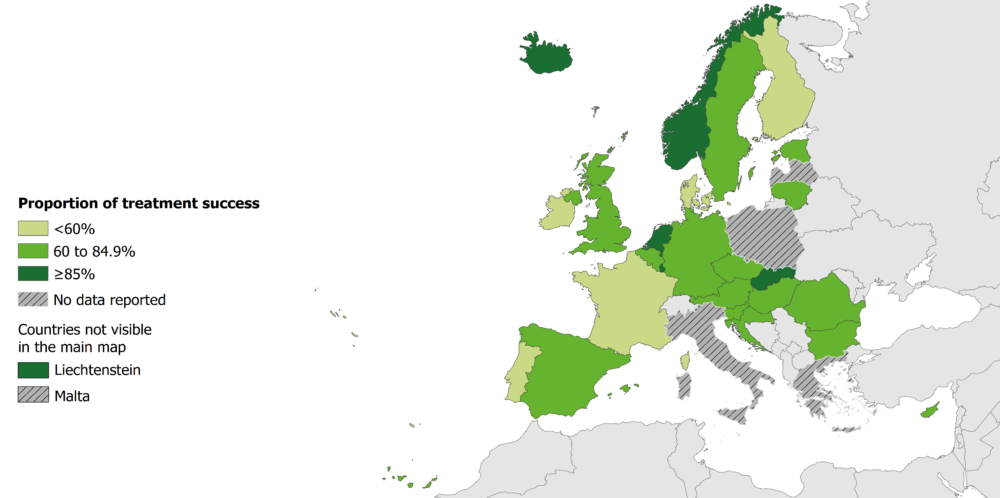 Proportion of treatment success
<60%
60 to 84.9%
≥85%
No data reported
Countries not visible
in the main map
Liechtenstein
Malta